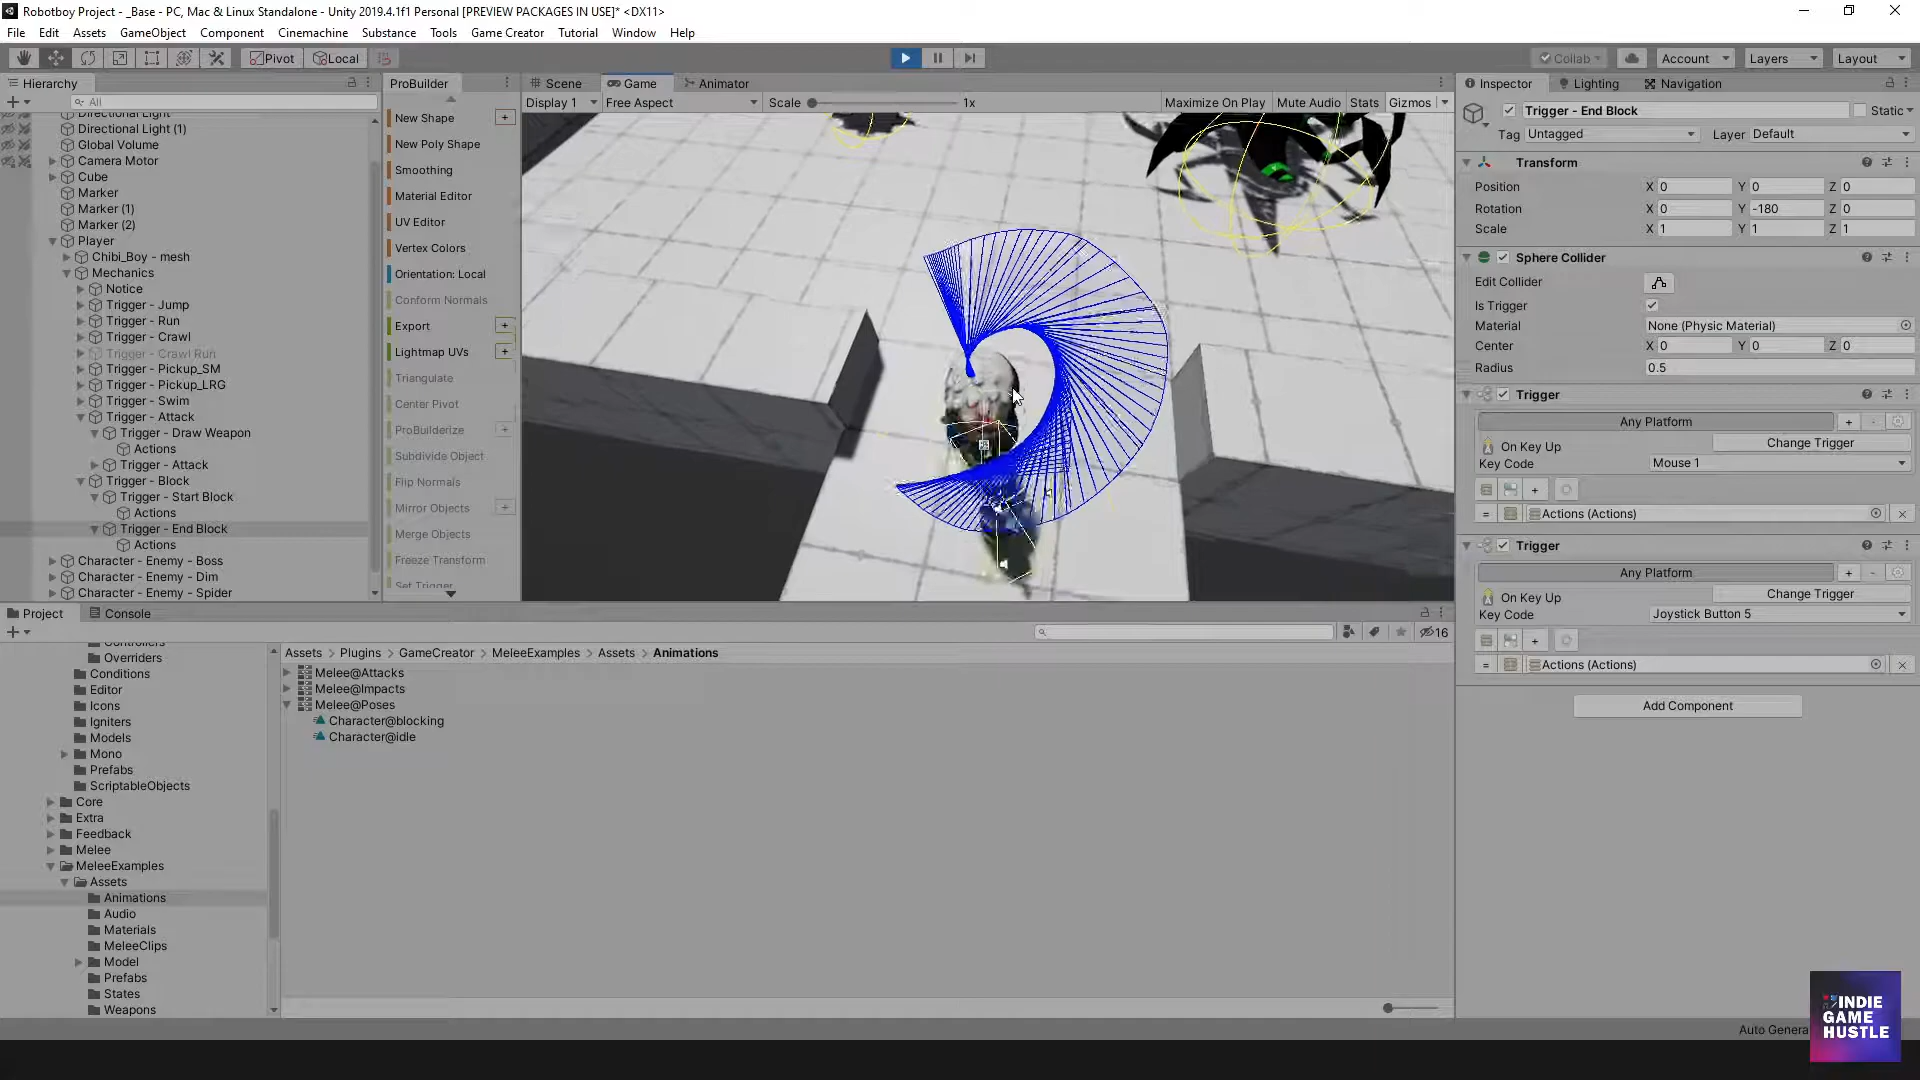 Robotboy Project - _Base - PC, Mac & Linux Standalone - Unity 2019.4.1f1 Personal [PREVIEW PACKAGES IN USE]* <DX11>
File Edit Assets GameObject Component Cinemachine Substance Tools Game Creator Tutorial Window Help
Pivot Local Collab Account Layers Layout
Hierarchy
All
Directional Light
Directional Light (1)
Global Volume
Camera Motor
Cube
Marker
Marker (1)
Marker (2)
Player
Chibi_Boy - mesh
Mechanics
Notice
Trigger - Jump
Trigger - Run
Trigger - Crawl
Trigger - Crawl Run
Trigger - Pickup_SM
Trigger - Pickup_LRG
Trigger - Swim
Trigger - Attack
Trigger - Draw Weapon
Actions
Trigger - Attack
Trigger - Block
Trigger - Start Block
Actions
Trigger - End Block
Actions
Character - Enemy - Boss
Character - Enemy - Dim
Character - Enemy - Spider
ProBuilder
New Shape
New Poly Shape
Smoothing
Material Editor
UV Editor
Vertex Colors
Orientation: Local
Conform Normals
Export
Lightmap UVs
Triangulate
Center Pivot
ProBuilderize
Subdivide Object
Flip Normals
Mirror Objects
Merge Objects
Freeze Transform
Set Trigger
Scene Game Animator
Display 1 Free Aspect Scale 1x Maximize On Play Mute Audio Stats Gizmos
Inspector Lighting Navigation
Trigger - End Block Static
Tag Untagged Layer Default
Transform
Position X 0 Y 0 Z 0
Rotation X 0 Y -180 Z 0
Scale X 1 Y 1 Z 1
Sphere Collider
Edit Collider
Is Trigger
Material None (Physic Material)
Center X 0 Y 0 Z 0
Radius 0.5
Trigger
Any Platform + -
On Key Up Change Trigger
Key Code Mouse 1
Actions (Actions)
Trigger
Any Platform + -
On Key Up Change Trigger
Key Code Joystick Button 5
Actions (Actions)
Add Component
Project Console
16
Controllers
Overriders
Conditions
Editor
Icons
Igniters
Models
Mono
Prefabs
ScriptableObjects
Core
Extra
Feedback
Melee
MeleeExamples
Assets
Animations
Audio
Materials
MeleeClips
Model
Prefabs
States
Weapons
Assets > Plugins > GameCreator > MeleeExamples > Assets > Animations
Melee@Attacks
Melee@Impacts
Melee@Poses
Character@blocking
Character@idle
Auto Genera
INDIE
GAME
HUSTLE